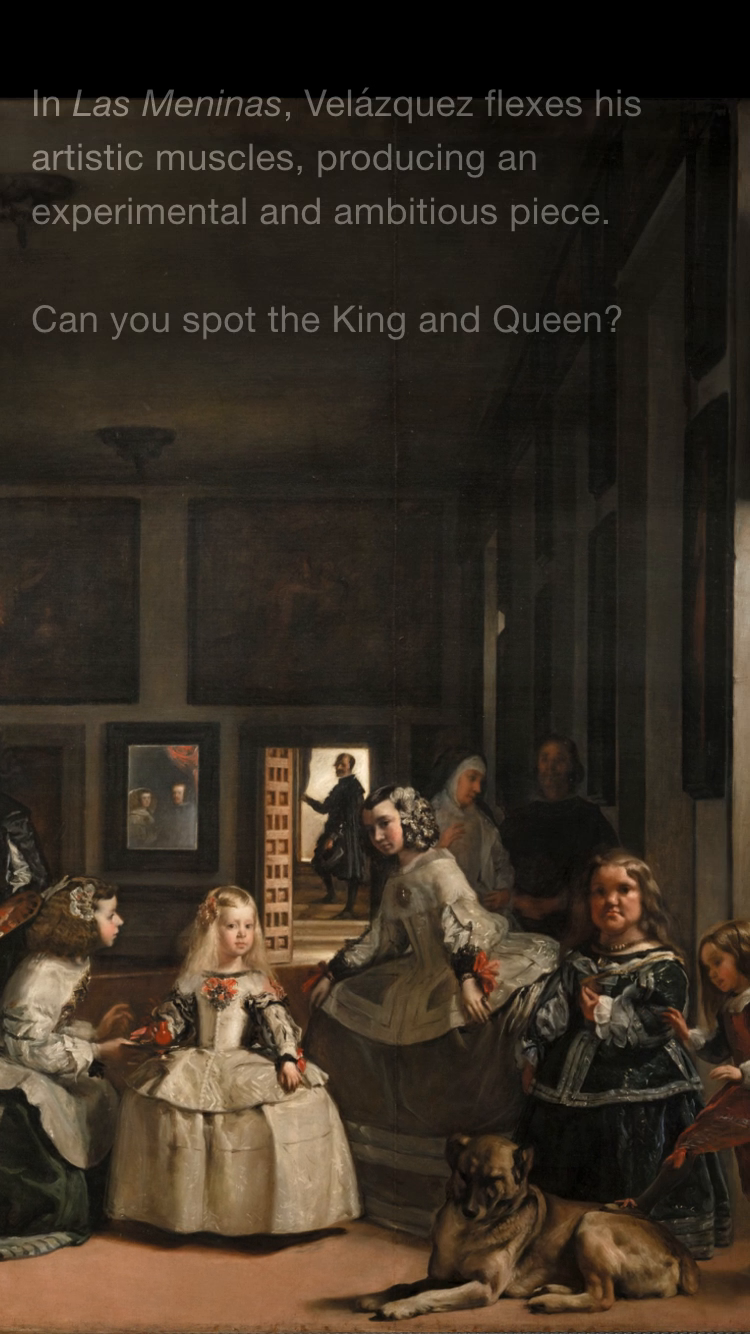 In Las Meninas, Velázquez flexes his
artistic muscles, producing an
experimental and ambitious piece.
Can you spot the King and Queen?